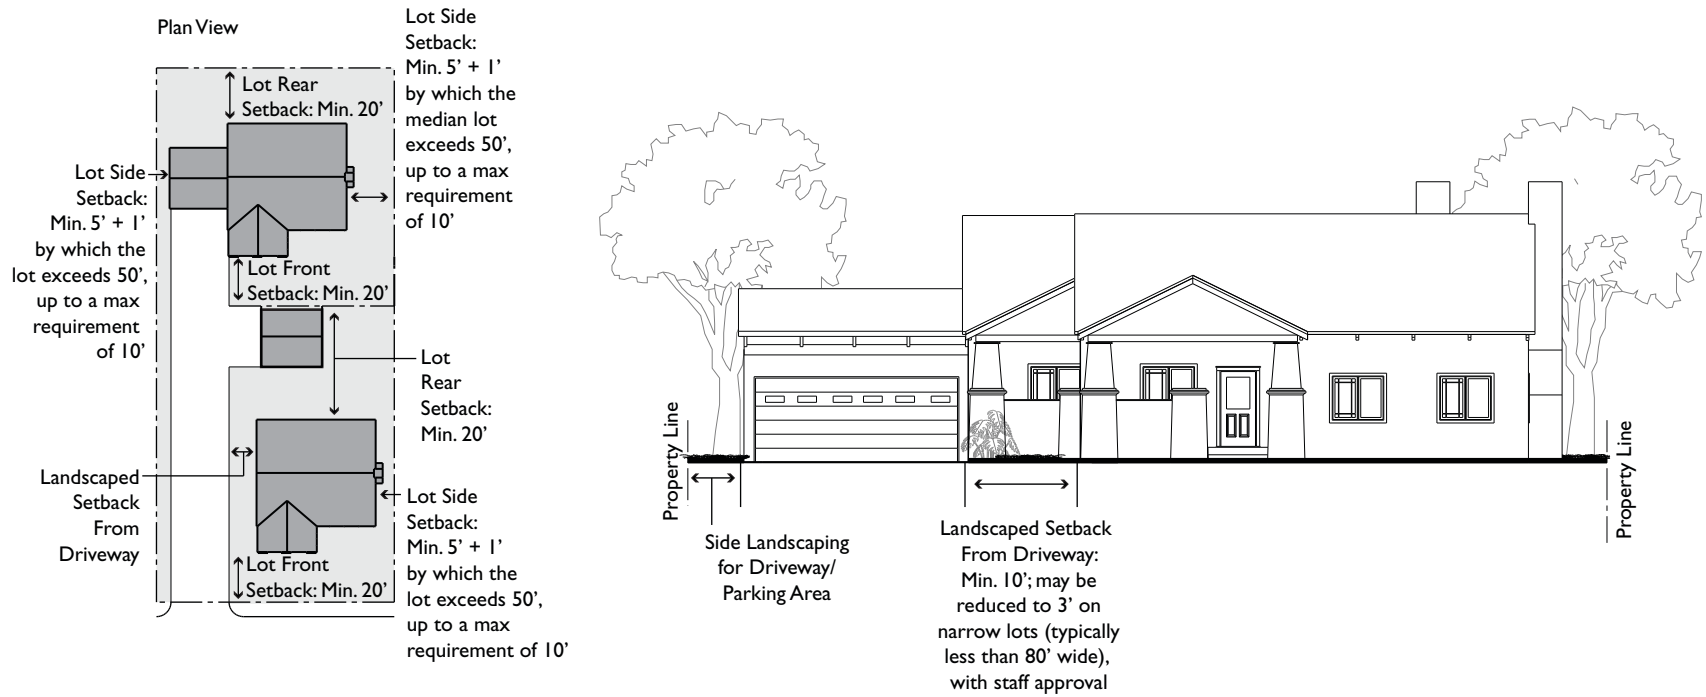 Plan View
Lot Side
Setback:
Min. 5’ + 1’
by which the
median lot
exceeds 50’,
up to a max
requirement
of 10’
Lot Rear
Setback: Min. 20’
Lot Side
Setback:
Min. 5’ + 1’
by which the
lot exceeds 50’,
up to a max
requirement
of 10’
Lot Front
Setback: Min. 20’
Lot
Rear
Setback:
Min. 20’
Landscaped
Setback
From
Driveway
Lot Side
Setback:
Min. 5’ + 1’
by which the
lot exceeds 50’,
up to a max
requirement of 10’
Lot Front
Setback: Min. 20’
Property Line
Side Landscaping
for Driveway/
Parking Area
Landscaped Setback
From Driveway:
Min. 10’; may be
reduced to 3’ on
narrow lots (typically
less than 80’ wide),
with staff approval
Property Line